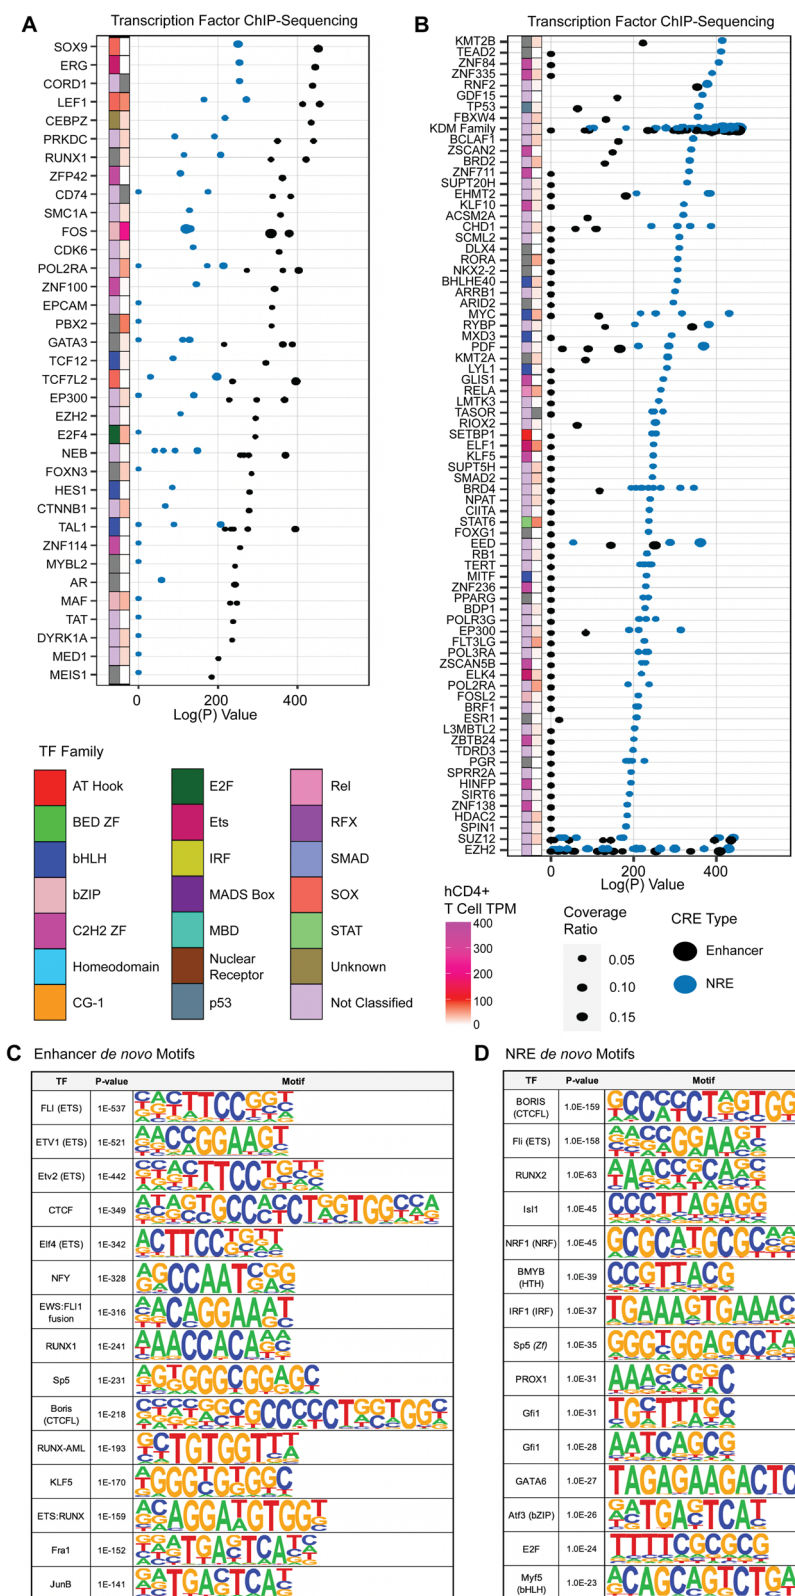 A
Transcription Factor ChIP-Sequencing
SOX9
ERG
CORD1
LEF1
CEBPZ
PRKDC
RUNX1
ZFP42
CD74
SMC1A
FOS
CDK6
POL2RA
ZNF100
EPCAM
PBX2
GATA3
TCF12
TCF7L2
EP300
EZH2
E2F4
NEB
FOXN3
HES1
CTNNB1
TAL1
ZNF114
MYBL2
AR
MAF
TAT
DYRK1A
MED1
MEIS1
0 200 400
Log(P) Value
B
Transcription Factor ChIP-Sequencing
KMT2B
TEAD2
ZNF84
ZNF335
RNF2
GDF15
TP53
FBXW4
KDM Family
BCLAF1
ZSCAN2
BRD2
ZNF711
SUPT20H
EHMT2
KLF10
ACSM2A
CHD1
SCML2
DLX4
RORA
NKX2-2
BHLHE40
ARRB1
ARID2
MYC
RYBP
MXD3
PDF
KMT2A
LYL1
GLIS1
RELA
LMTK3
TASOR
RIOX2
SETBP1
ELF1
KLF5
SUPT5H
SMAD2
BRD4
NPAT
CIITA
STAT6
FOXG1
EED
RB1
TERT
MITF
ZNF236
PPARG
BDP1
POLR3G
EP300
FLT3LG
POL3RA
ZSCAN5B
ELK4
POL2RA
FOSL2
BRF1
ESR1
L3MBTL2
ZBTB24
TDRD3
PGR
SPRR2A
HINFP
SIRT6
ZNF138
HDAC2
SPIN1
SUZ12
EZH2
0 200 400
Log(P) Value
TF Family
AT Hook
BED ZF
bHLH
bZIP
C2H2 ZF
Homeodomain
CG-1
E2F
Ets
IRF
MADS Box
MBD
Nuclear
Receptor
p53
Rel
RFX
SMAD
SOX
STAT
Unknown
Not Classified
hCD4+
T Cell TPM
400
300
200
100
0
Coverage
Ratio
0.05
0.10
0.15
CRE Type
Enhancer
NRE
C Enhancer de novo Motifs
TF P-value Motif
FLI (ETS) 1E-537
ETV1 (ETS) 1E-521
Etv2 (ETS) 1E-442
CTCF 1E-349
Elf4 (ETS) 1E-342
NFY 1E-328
EWS:FLI1
fusion 1E-316
RUNX1 1E-241
Sp5 1E-231
Boris
(CTCFL) 1E-218
RUNX-AML 1E-193
KLF5 1E-170
ETS:RUNX 1E-159
Fra1 1E-152
JunB 1E-141
D NRE de novo Motifs
TF P-value Motif
BORIS
(CTCFL) 1.0E-159
Fli (ETS) 1.0E-158
RUNX2 1.0E-63
Isl1 1.0E-45
NRF1 (NRF) 1.0E-45
BMYB
(HTH) 1.0E-39
IRF1 (IRF) 1.0E-37
Sp5 (Zf) 1.0E-35
PROX1 1.0E-31
Gfi1 1.0E-31
Gfi1 1.0E-28
GATA6 1.0E-27
Atf3 (bZIP) 1.0E-26
E2F 1.0E-24
Myf5
(bHLH) 1.0E-23